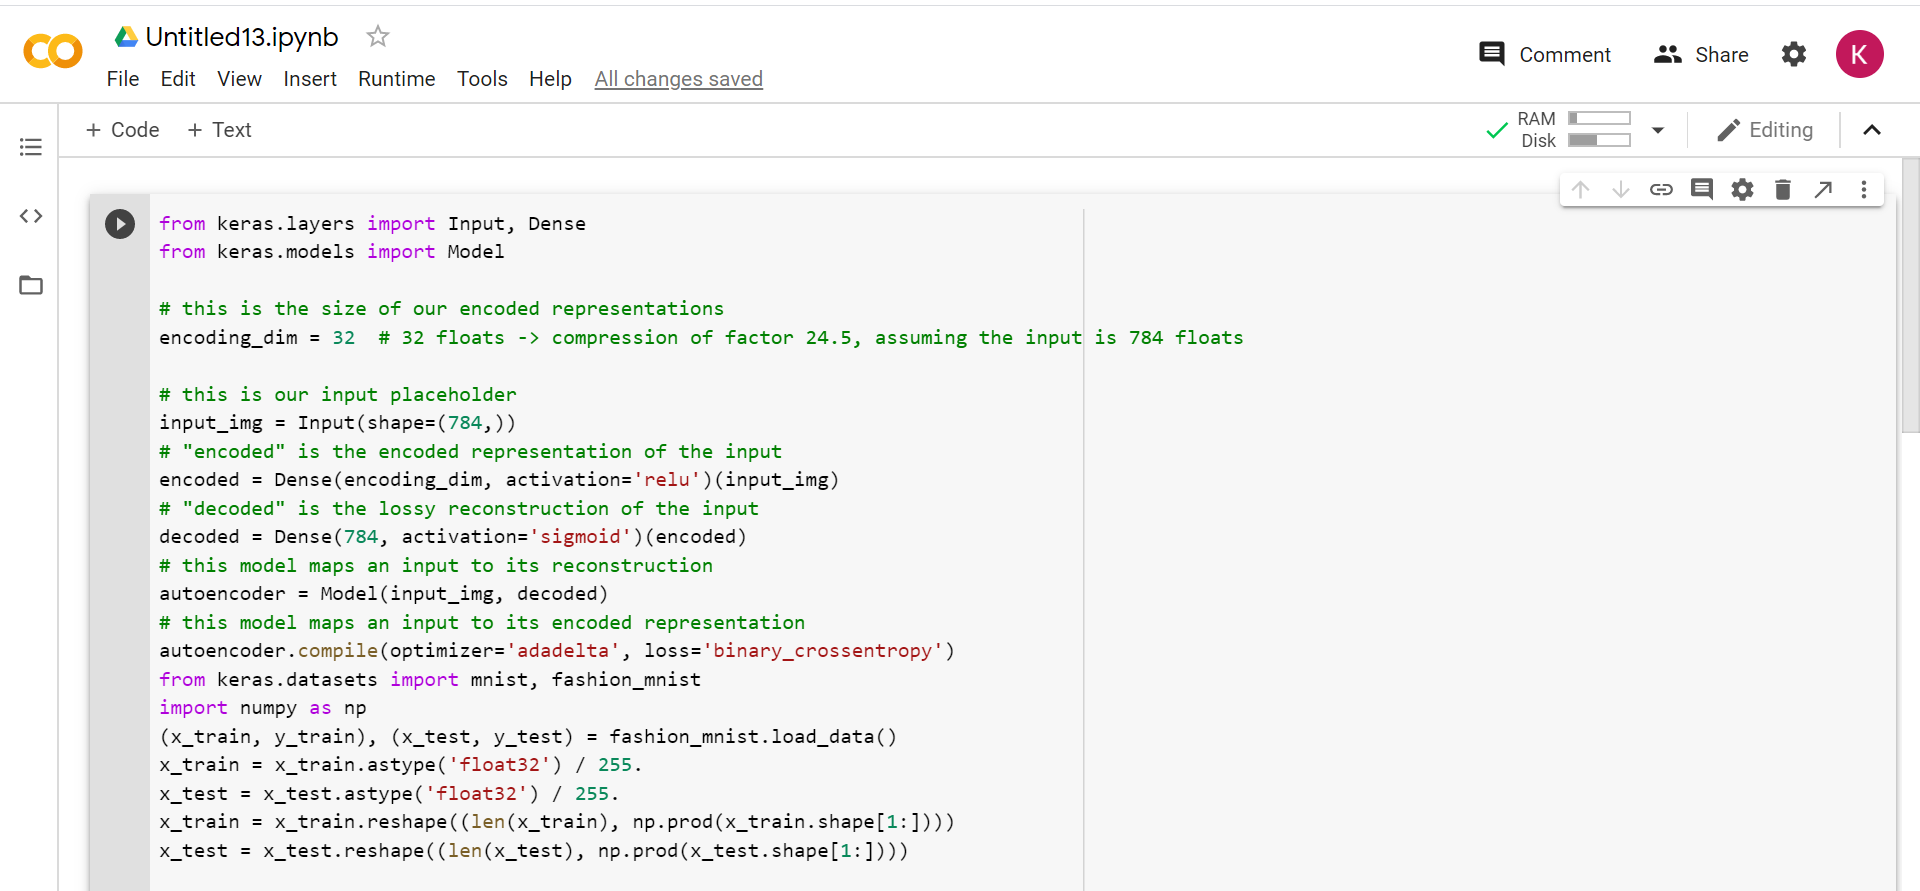 Untitled13.ipynb
File Edit View Insert Runtime Tools Help All changes saved
Comment Share K
+ Code + Text
RAM
Disk
Editing
from keras.layers import Input, Dense
from keras.models import Model
# this is the size of our encoded representations
encoding_dim = 32  # 32 floats -> compression of factor 24.5, assuming the input is 784 floats
# this is our input placeholder
input_img = Input(shape=(784,))
# "encoded" is the encoded representation of the input
encoded = Dense(encoding_dim, activation='relu')(input_img)
# "decoded" is the lossy reconstruction of the input
decoded = Dense(784, activation='sigmoid')(encoded)
# this model maps an input to its reconstruction
autoencoder = Model(input_img, decoded)
# this model maps an input to its encoded representation
autoencoder.compile(optimizer='adadelta', loss='binary_crossentropy')
from keras.datasets import mnist, fashion_mnist
import numpy as np
(x_train, y_train), (x_test, y_test) = fashion_mnist.load_data()
x_train = x_train.astype('float32') / 255.
x_test = x_test.astype('float32') / 255.
x_train = x_train.reshape((len(x_train), np.prod(x_train.shape[1:])))
x_test = x_test.reshape((len(x_test), np.prod(x_test.shape[1:])))